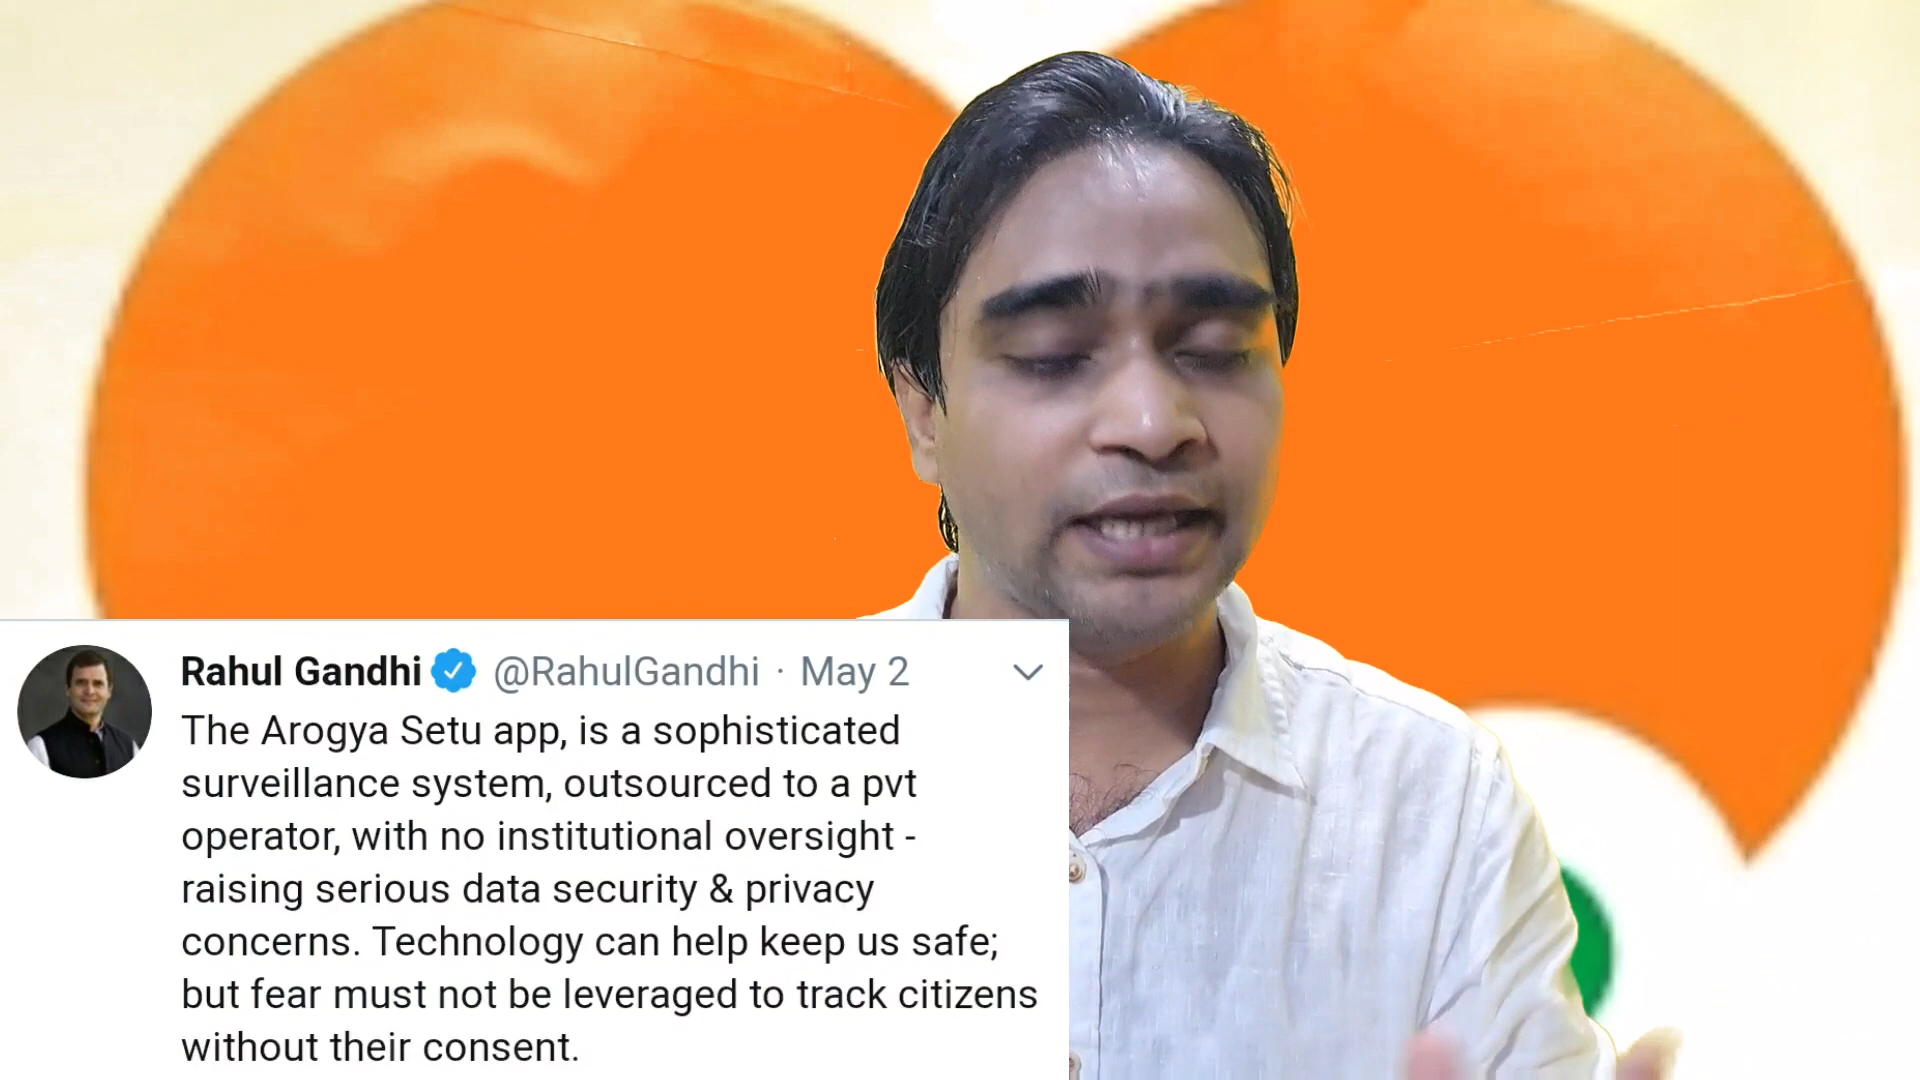 Rahul Gandhi @RahulGandhi · May 2
The Arogya Setu app, is a sophisticated
surveillance system, outsourced to a pvt
operator, with no institutional oversight -
raising serious data security & privacy
concerns. Technology can help keep us safe;
but fear must not be leveraged to track citizens
without their consent.